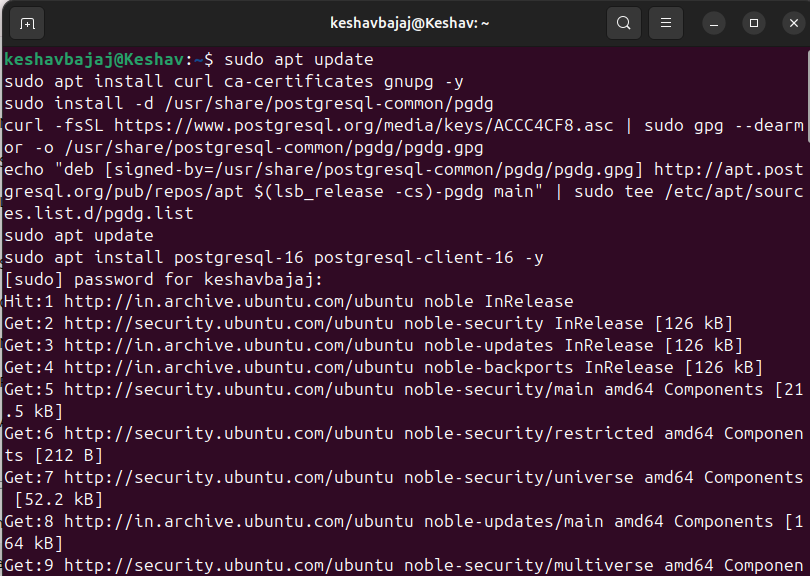 keshavbajaj@Keshav: ~
keshavbajaj@Keshav:~$ sudo apt update
sudo apt install curl ca-certificates gnupg -y
sudo install -d /usr/share/postgresql-common/pgdg
curl -fsSL https://www.postgresql.org/media/keys/ACCC4CF8.asc | sudo gpg --dearm
or -o /usr/share/postgresql-common/pgdg/pgdg.gpg
echo "deb [signed-by=/usr/share/postgresql-common/pgdg/pgdg.gpg] http://apt.post
gresql.org/pub/repos/apt $(lsb_release -cs)-pgdg main" | sudo tee /etc/apt/sourc
es.list.d/pgdg.list
sudo apt update
sudo apt install postgresql-16 postgresql-client-16 -y
[sudo] password for keshavbajaj:
Hit:1 http://in.archive.ubuntu.com/ubuntu noble InRelease
Get:2 http://security.ubuntu.com/ubuntu noble-security InRelease [126 kB]
Get:3 http://in.archive.ubuntu.com/ubuntu noble-updates InRelease [126 kB]
Get:4 http://in.archive.ubuntu.com/ubuntu noble-backports InRelease [126 kB]
Get:5 http://security.ubuntu.com/ubuntu noble-security/main amd64 Components [21
.5 kB]
Get:6 http://security.ubuntu.com/ubuntu noble-security/restricted amd64 Componen
ts [212 B]
Get:7 http://security.ubuntu.com/ubuntu noble-security/universe amd64 Components
 [52.2 kB]
Get:8 http://in.archive.ubuntu.com/ubuntu noble-updates/main amd64 Components [1
64 kB]
Get:9 http://security.ubuntu.com/ubuntu noble-security/multiverse amd64 Componen